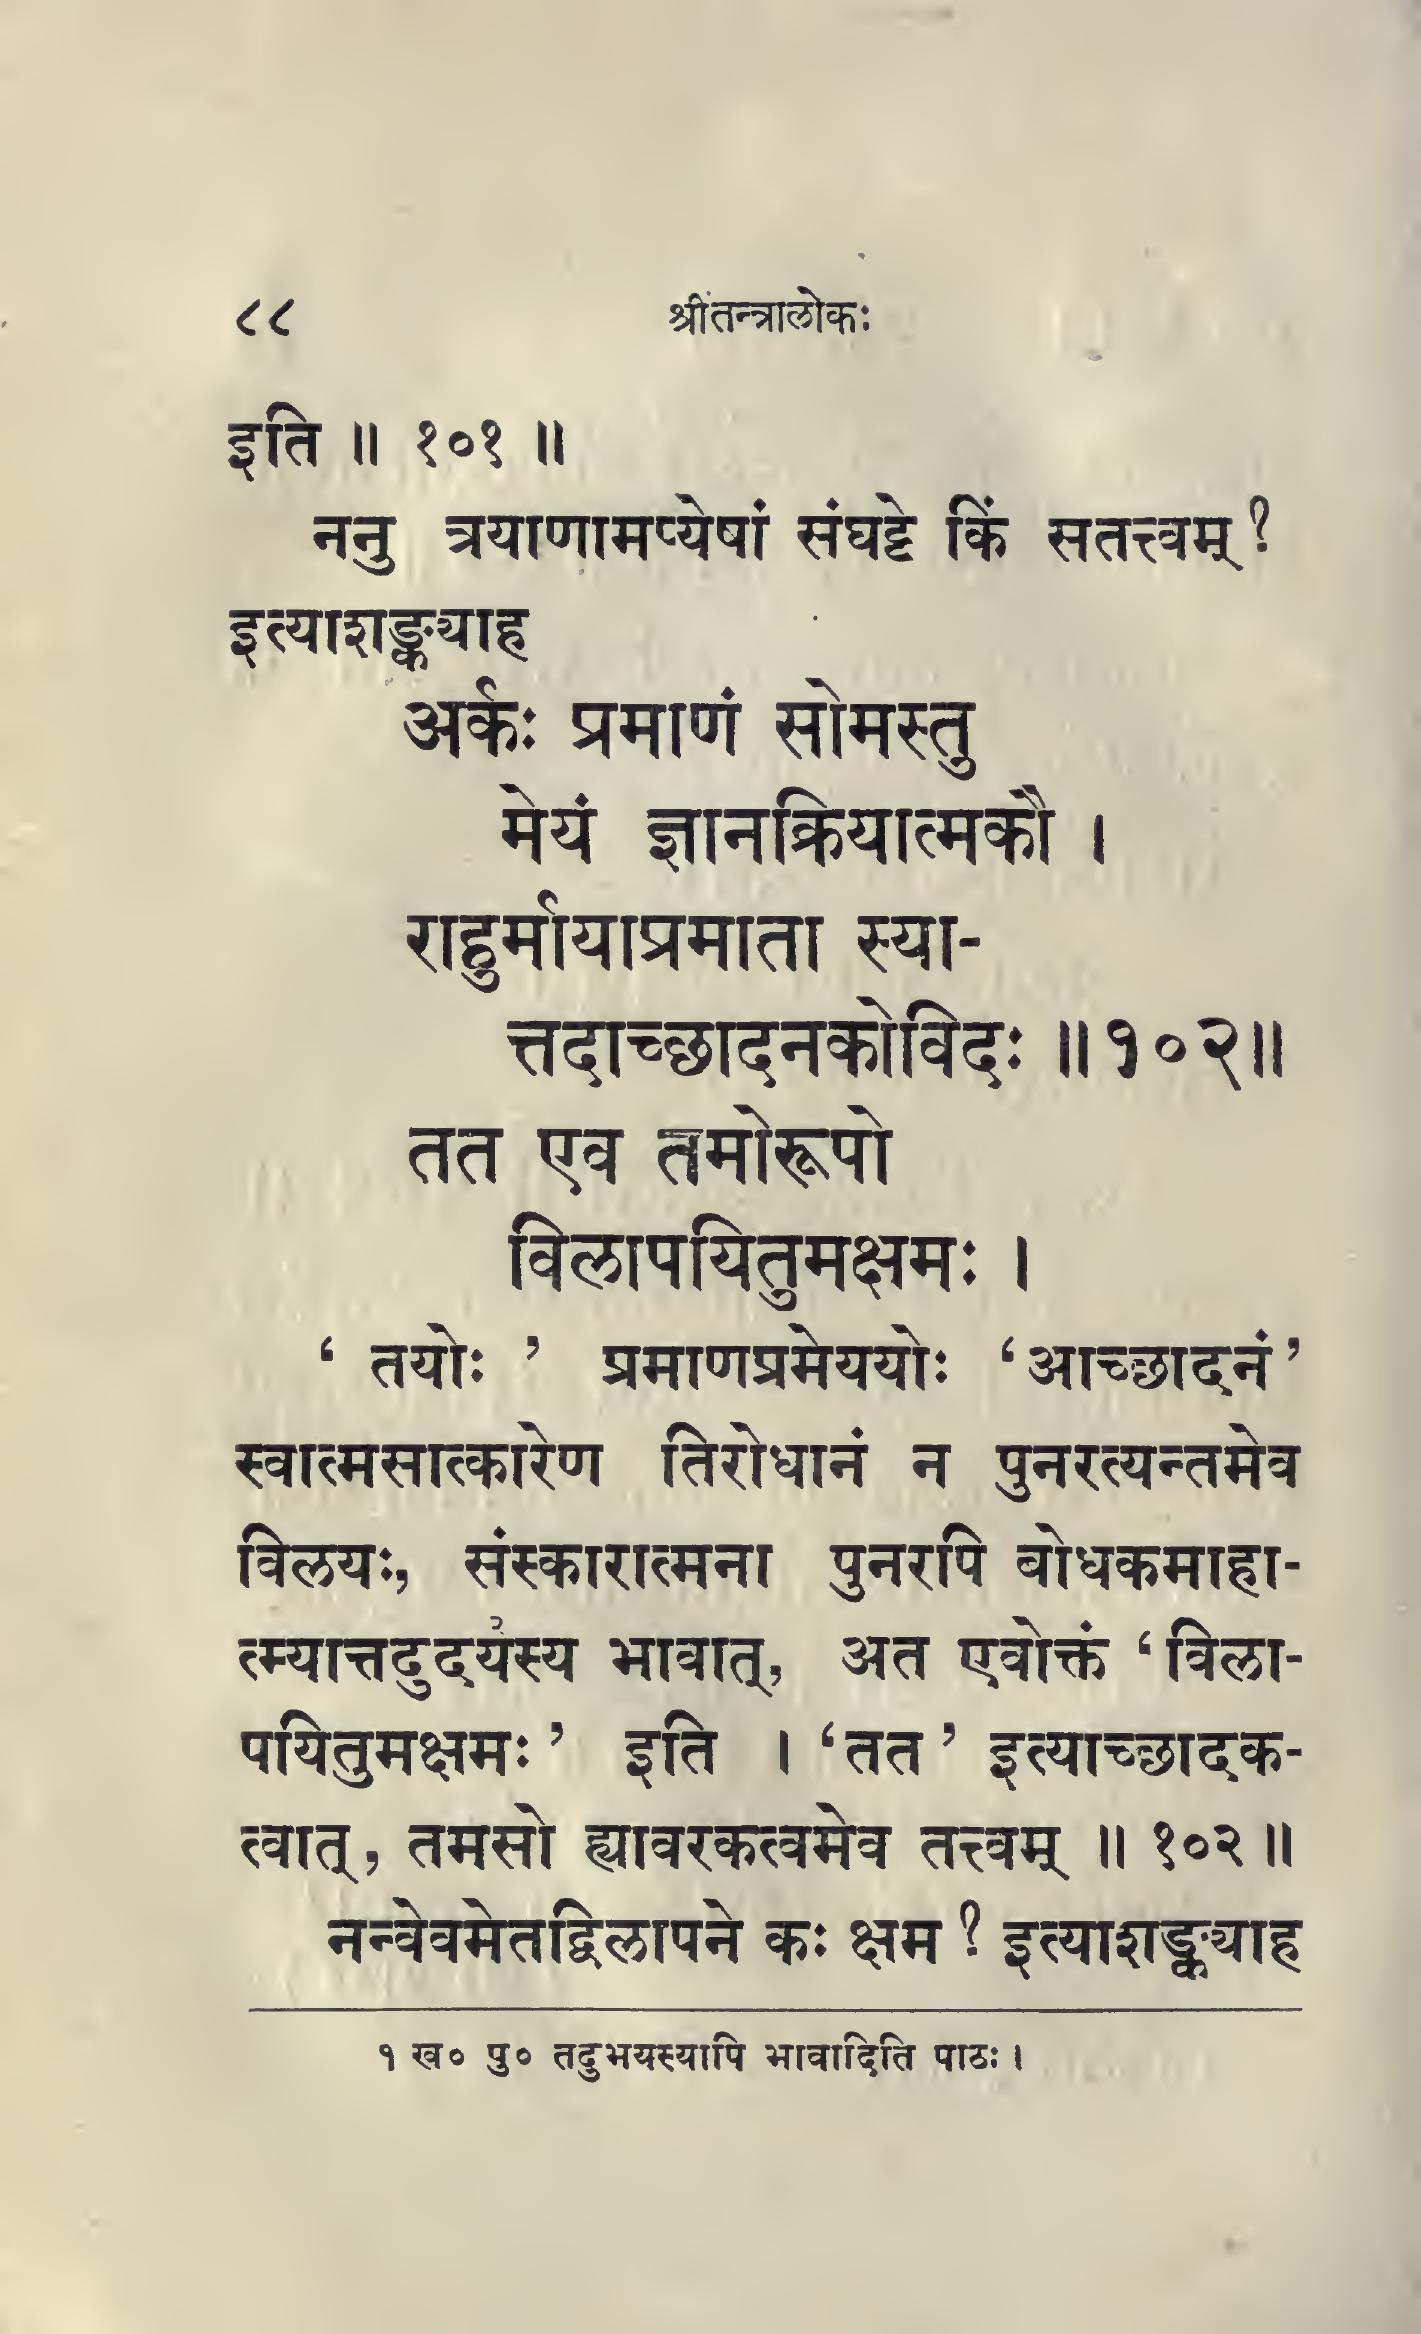 ८८ श्रीतन्त्रालोकः
इति ॥ १०१ ॥
ननु त्रयाणामप्येषां संघट्टे किं सतत्त्वम् ?
इत्याशङ्क्याह
अर्कः प्रमाणं सोमस्तु
मेयं ज्ञानक्रियात्मकौ ।
राहुर्मायाप्रमाता स्या-
त्तदाच्छादनकोविदः ॥१०२॥
तत एव तमोरूपो
विलापयितुमक्षमः ।
‘ तयोः ’ प्रमाणप्रमेययोः ‘आच्छादनं’
स्वात्मसात्कारेण तिरोधानं न पुनरत्यन्तमेव
विलयः, संस्कारात्मना पुनरपि बोधकमाहा-
त्म्यात्तदुदय१स्य भावात्, अत एवोक्तं ‘विला-
पयितुमक्षमः’ इति । ‘तत’ इत्याच्छादक-
त्वात्, तमसो ह्यावरकत्वमेव तत्त्वम् ॥ १०२ ॥
नन्वेवमेतद्विलापने कः क्षम ? इत्याशङ्क्याह
१ ख० पु० तदुभयस्यापि भावादिति पाठः ।